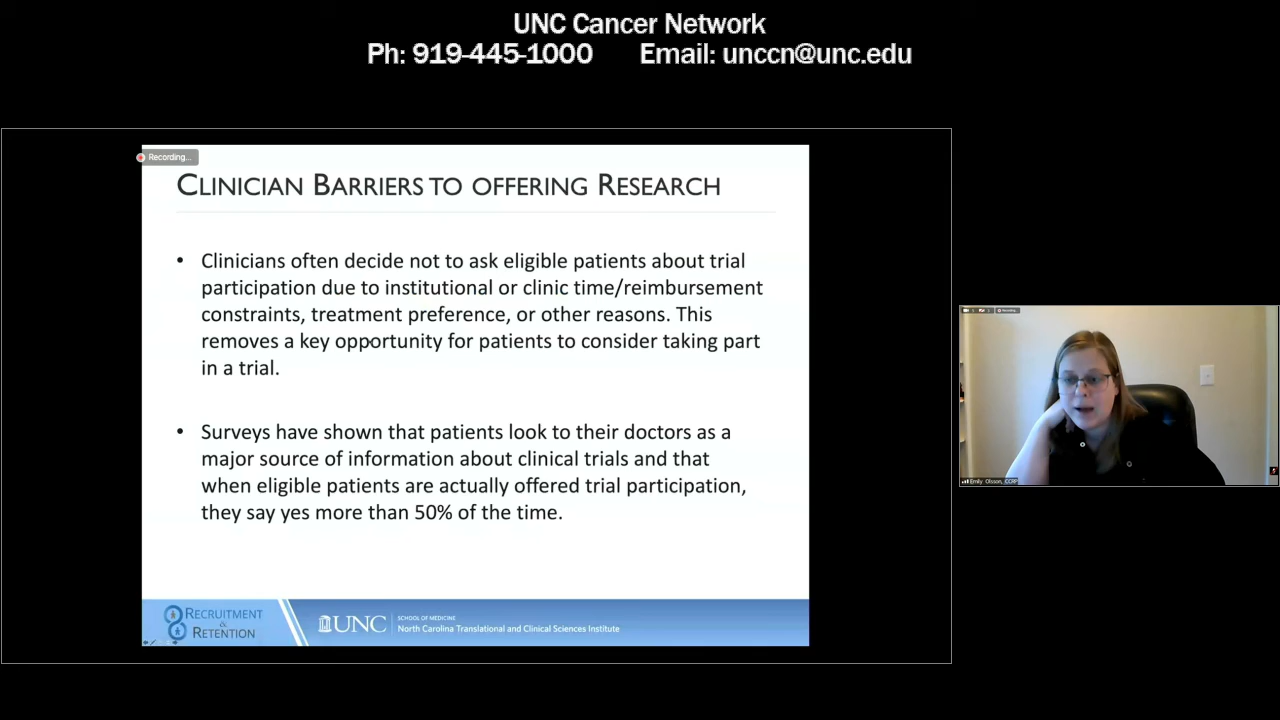 UNC Cancer Network
Ph: 919-445-1000 Email: unccn@unc.edu
Recording...
CLINICIAN BARRIERS TO OFFERING RESEARCH
• Clinicians often decide not to ask eligible patients about trial
participation due to institutional or clinic time/reimbursement
constraints, treatment preference, or other reasons. This
removes a key opportunity for patients to consider taking part
in a trial.
• Surveys have shown that patients look to their doctors as a
major source of information about clinical trials and that
when eligible patients are actually offered trial participation,
they say yes more than 50% of the time.
RECRUITMENT
&
RETENTION
UNC
SCHOOL OF MEDICINE
North Carolina Translational and Clinical Sciences Institute
Recording...
Emily Olsson, CCRP